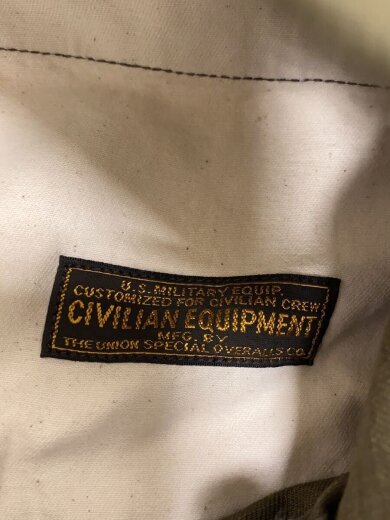 U.S. MILITARY EQUIP.
CUSTOMIZED FOR CIVILIAN CREW
CIVILIAN EQUIPMENT
MFG. BY
THE UNION SPECIAL OVERALLS CO.